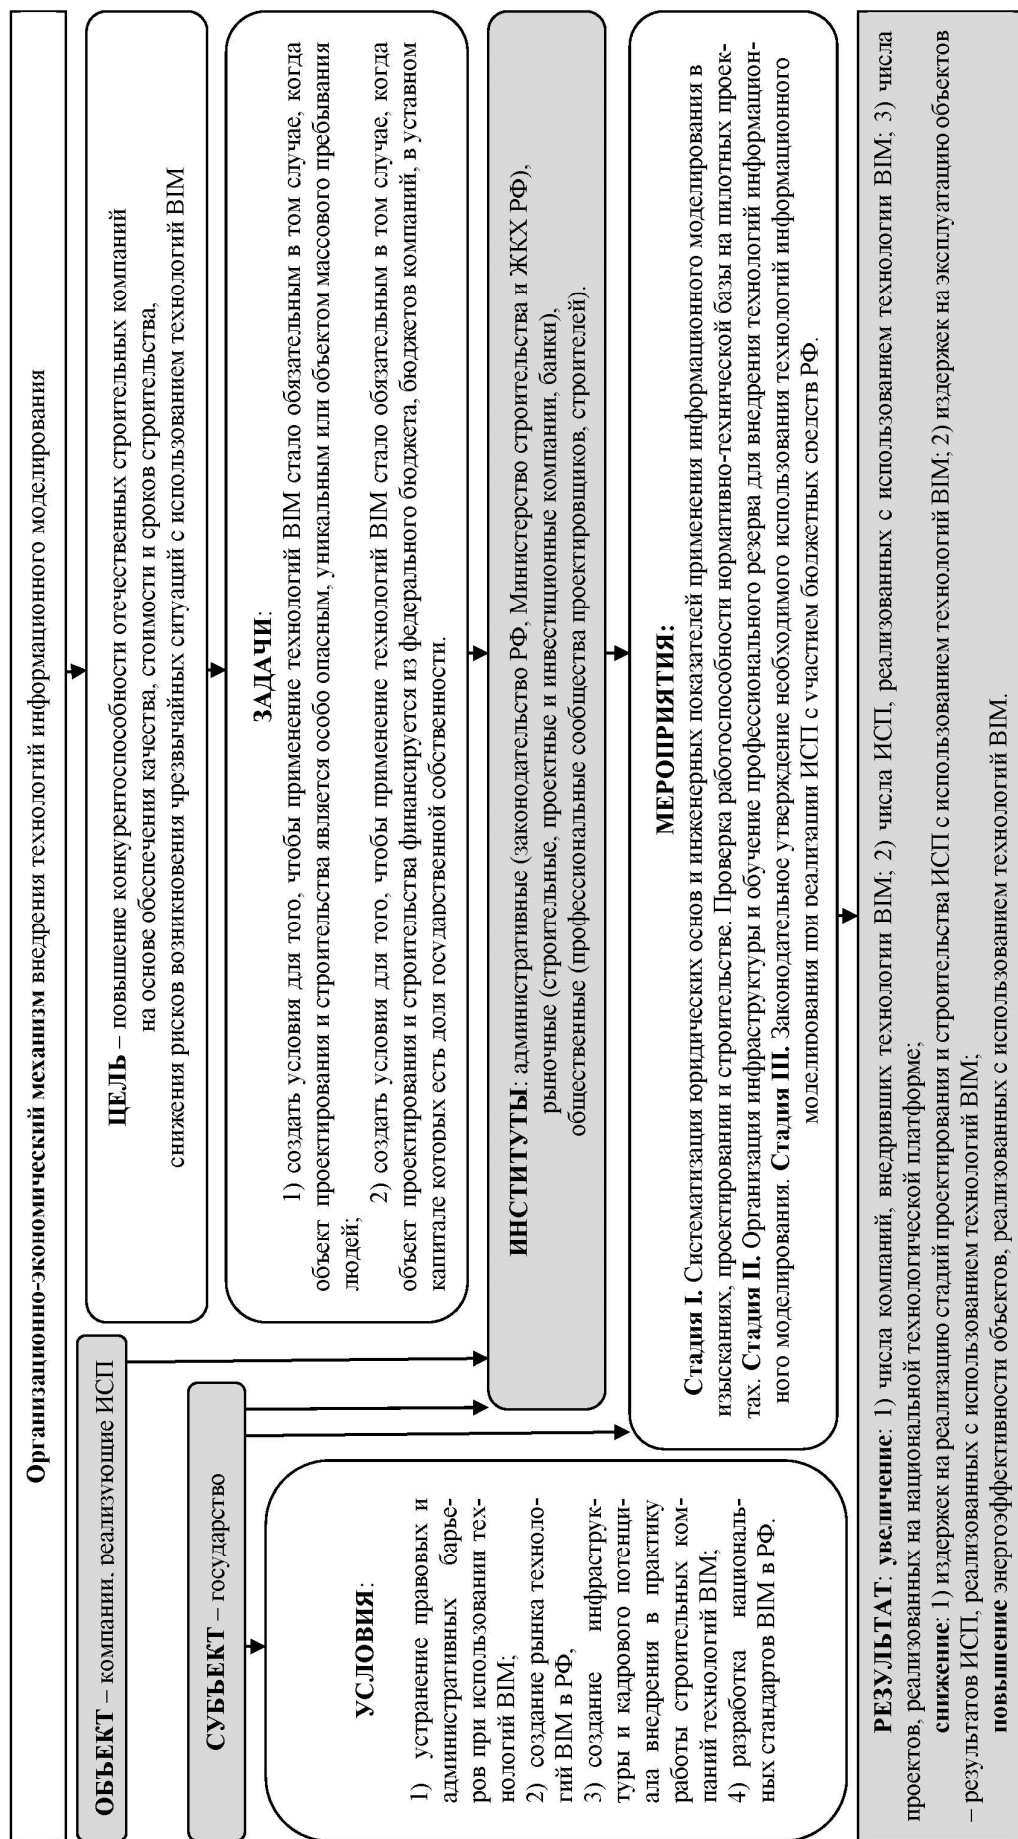 Организационно-экономический механизм внедрения технологий информационного моделирования
ОБЪЕКТ – компании, реализующие ИСП
ЦЕЛЬ – повышение конкурентоспособности отечественных строительных компаний
на основе обеспечения качества, стоимости и сроков строительства,
снижения рисков возникновения чрезвычайных ситуаций с использованием технологий BIM
СУБЪЕКТ – государство
ЗАДАЧИ:
1) создать условия для того, чтобы применение технологий BIM стало обязательным в том случае, когда
объект проектирования и строительства является особо опасным, уникальным или объектом массового пребывания
людей;
2) создать условия для того, чтобы применение технологий BIM стало обязательным в том случае, когда
объект проектирования и строительства финансируется из федерального бюджета, бюджетов компаний, в уставном
капитале которых есть доля государственной собственности.
УСЛОВИЯ:
1) устранение правовых и
административных барье-
ров при использовании тех-
нологий BIM;
2) создание рынка техноло-
гий BIM в РФ,
3) создание инфраструк-
туры и кадрового потенци-
ала внедрения в практику
работы строительных ком-
паний технологий BIM;
4) разработка националь-
ных стандартов BIM в РФ.
ИНСТИТУТЫ: административные (законодательство РФ, Министерство строительства и ЖКХ РФ),
рыночные (строительные, проектные и инвестиционные компании, банки),
общественные (профессиональные сообщества проектировщиков, строителей).
МЕРОПРИЯТИЯ:
Стадия I. Систематизация юридических основ и инженерных показателей применения информационного моделирования в
изысканиях, проектировании и строительстве. Проверка работоспособности нормативно-технической базы на пилотных проек-
тах. Стадия II. Организация инфраструктуры и обучение профессионального резерва для внедрения технологий информацион-
ного моделирования. Стадия III. Законодательное утверждение необходимого использования технологий информационного
моделирования при реализации ИСП с участием бюджетных средств РФ.
РЕЗУЛЬТАТ: увеличение: 1) числа компаний, внедривших технологии BIM; 2) числа ИСП, реализованных с использованием технологии BIM; 3) числа
проектов, реализованных на национальной технологической платформе;
снижение: 1) издержек на реализацию стадий проектирования и строительства ИСП с использованием технологий BIM; 2) издержек на эксплуатацию объектов
– результатов ИСП, реализованных с использованием технологий BIM;
повышение энергоэффективности объектов, реализованных с использованием технологий BIM.